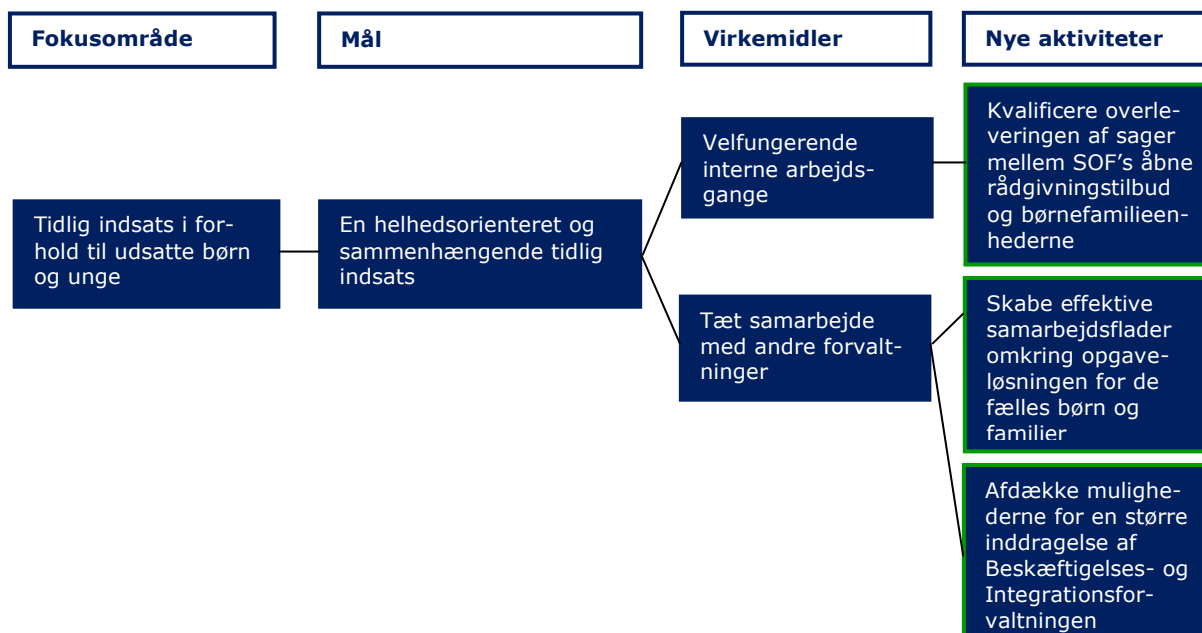 Fokusområde
Mål
Virkemidler
Nye aktiviteter
Tidlig indsats i for-
hold til udsatte børn
og unge
En helhedsorienteret og
sammenhængende tidlig
indsats
Velfungerende
interne arbejds-
gange
Tæt samarbejde
med andre forvalt-
ninger
Kvalificere overle-
veringen af sager
mellem SOF's åbne
rådgivningstilbud
og børnefamilieen-
hederne
Skabe effektive
samarbejdsflader
omkring opgave-
løsningen for de
fælles børn og
familier
Afdække mulighe-
derne for en større
inddragelse af
Beskæftigelses- og
Integrationsfor-
valtningen